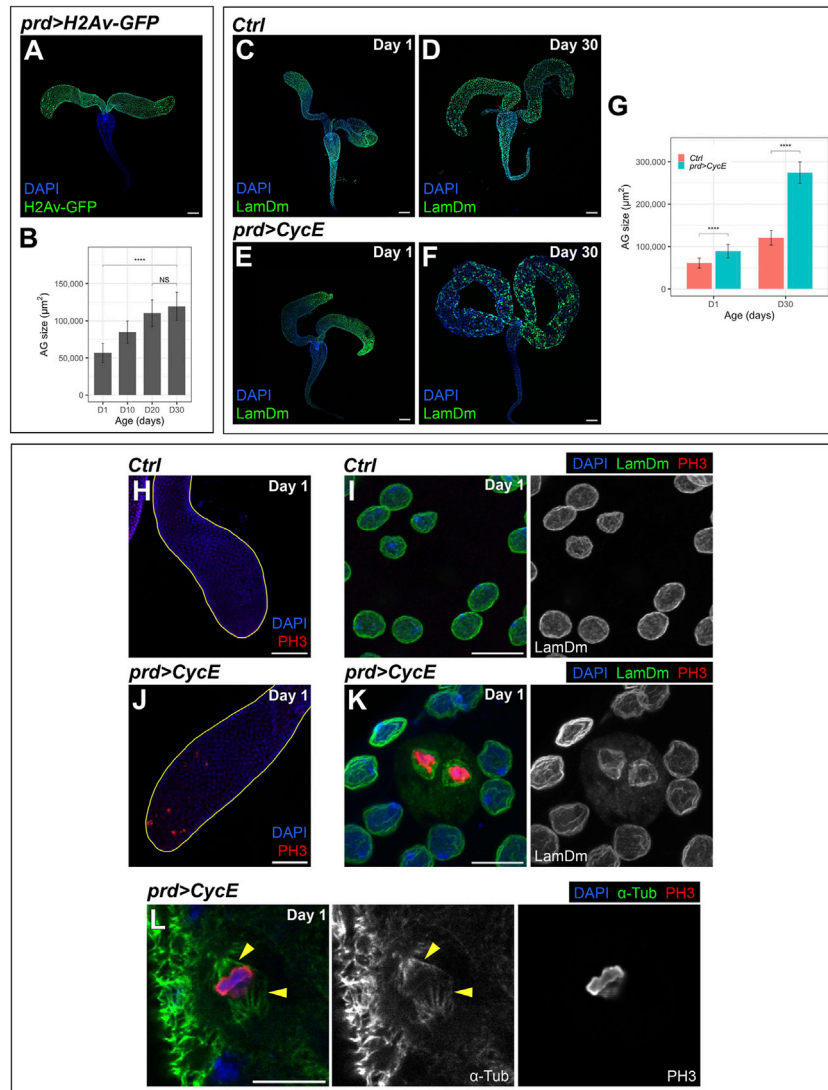 prd>H2Av-GFP
A
DAPI
H2Av-GFP
B
AG size (µm²)
150,000
100,000
50,000
0
****
NS
D1 D10 D20 D30
Age (days)
Ctrl
C
Day 1
DAPI
LamDm
D
Day 30
DAPI
LamDm
prd>CycE
E
Day 1
DAPI
LamDm
F
Day 30
DAPI
LamDm
G
AG size (µm²)
300,000
200,000
100,000
0
Ctrl
prd>CycE
****
****
D1 D30
Age (days)
Ctrl
H
Day 1
DAPI
PH3
Ctrl
DAPI LamDm PH3
I
Day 1
LamDm
prd>CycE
J
Day 1
DAPI
PH3
prd>CycE
DAPI LamDm PH3
K
Day 1
LamDm
prd>CycE
DAPI α-Tub PH3
L
Day 1
α-Tub
PH3